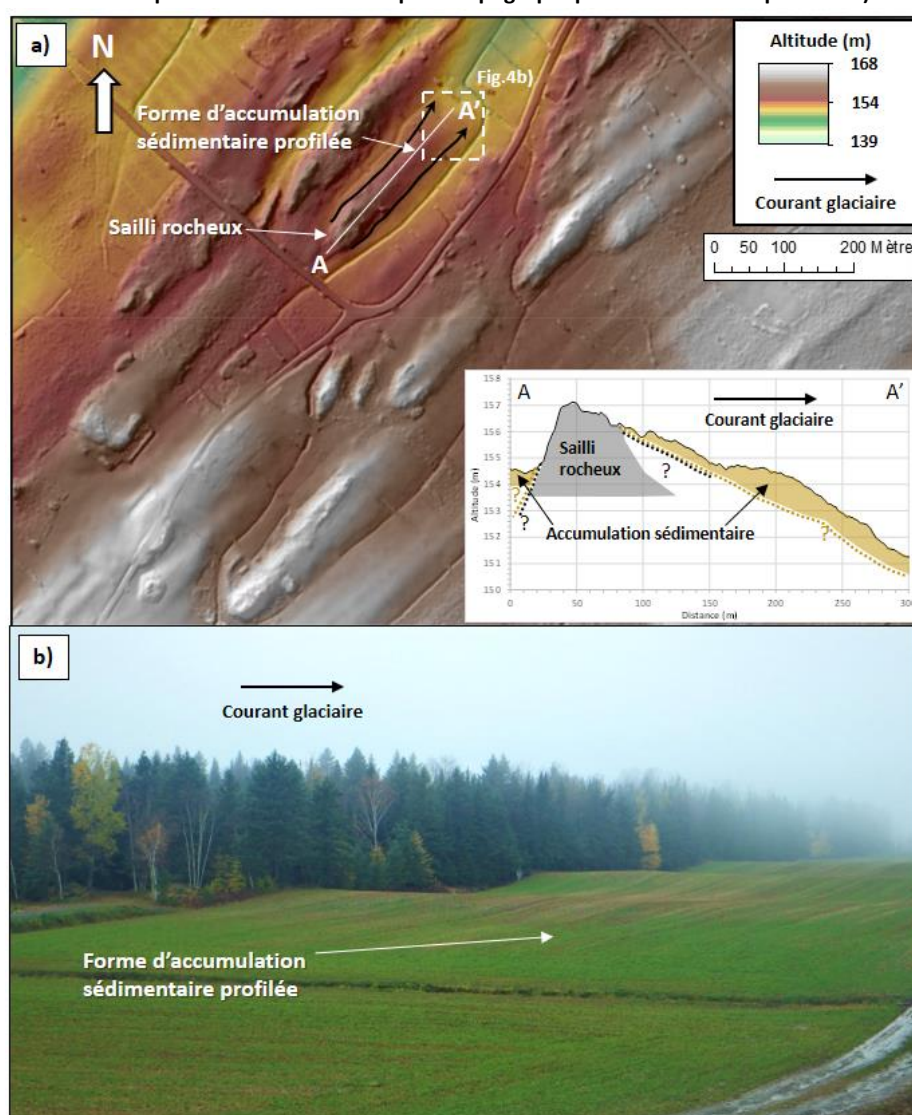 a)
N
Fig.4b)
A'
Forme d'accumulation
sédimentaire profilée
Sailli rocheux
A
Altitude (m)
168
154
139
Courant glaciaire
0 50 100 200 Mètre
158
157
156
155
154
153
152
151
150
Altitude (m)
A
A'
Courant glaciaire
Sailli
rocheux
?
?
?
?
Accumulation sédimentaire
0 50 100 150 200 250 300
Distance (m)
b)
Courant glaciaire
Forme d'accumulation
sédimentaire profilée